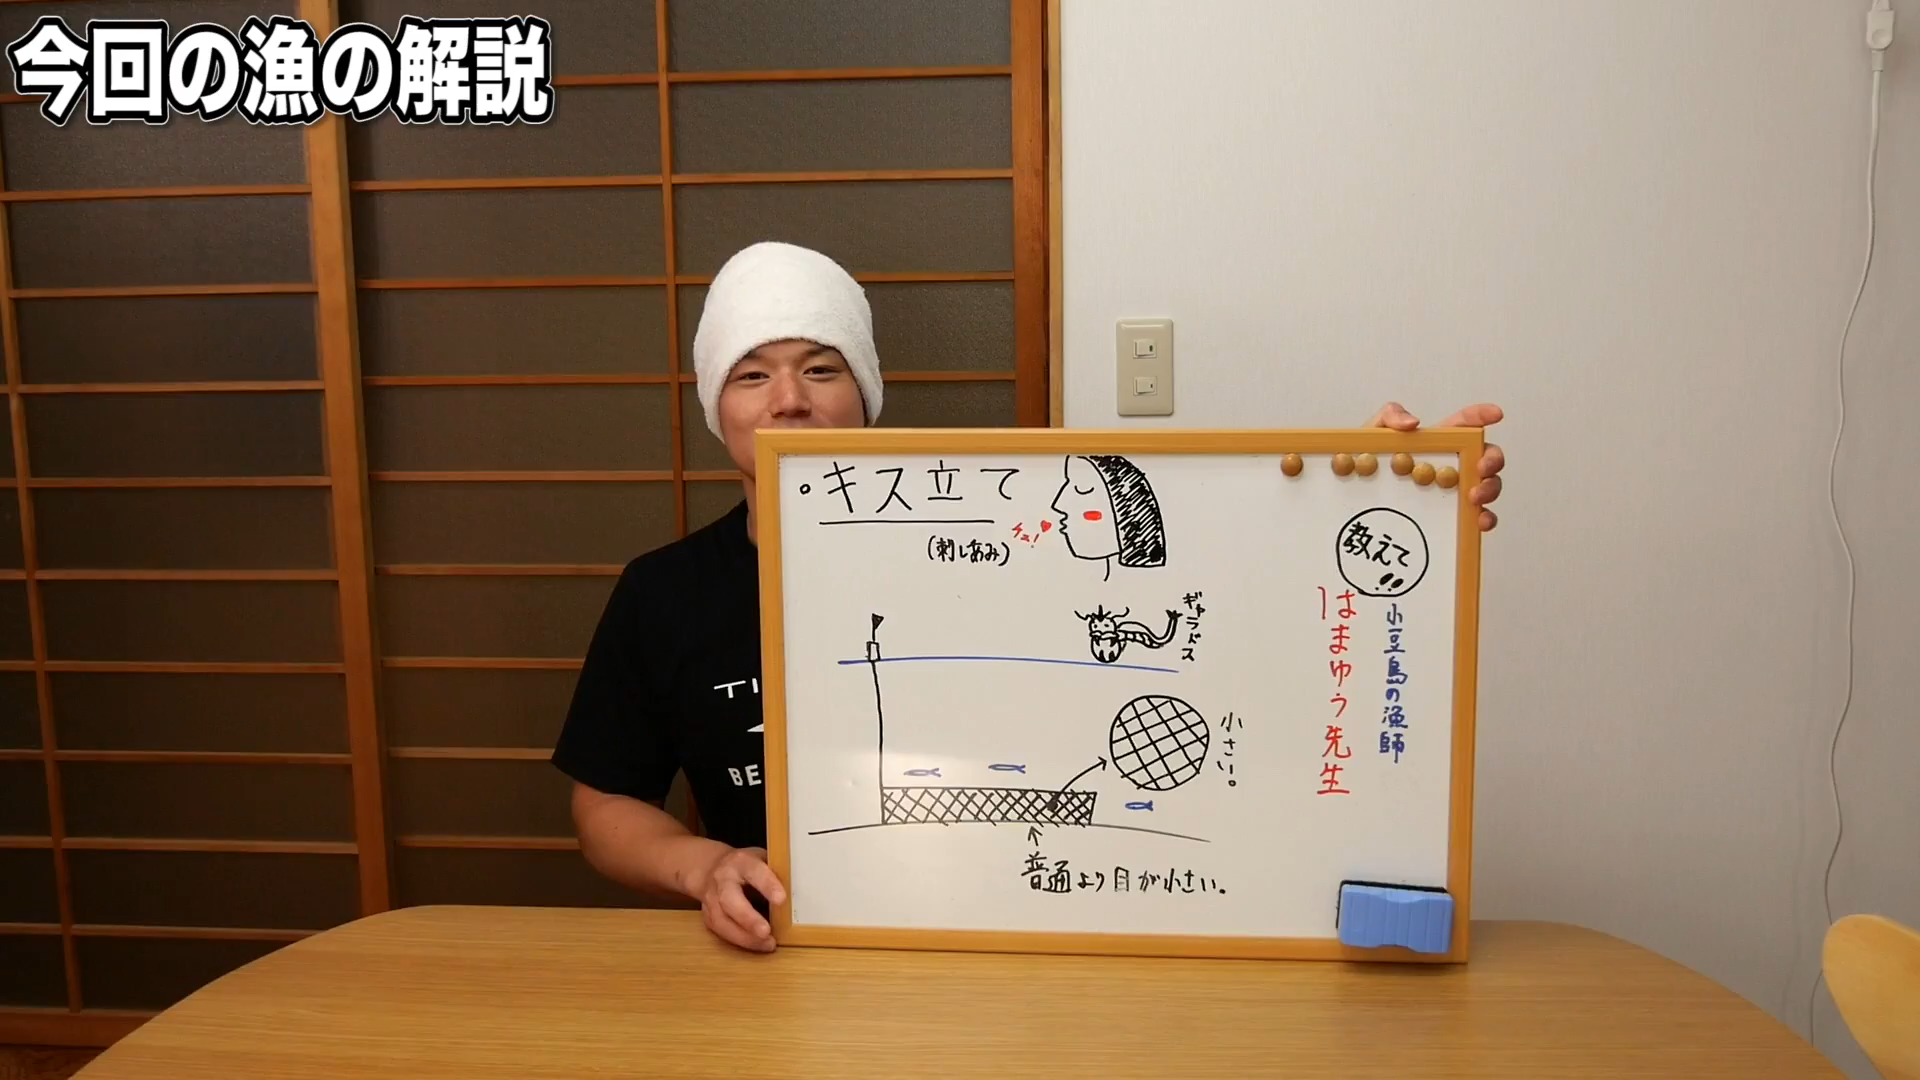 今回の漁の解説
・キス立て
(刺しあみ)
チュ!
ギャラドス
小さい。
普通より目が小さい。
教えて!!
小豆島の漁師
はまゆう先生
TI
BE